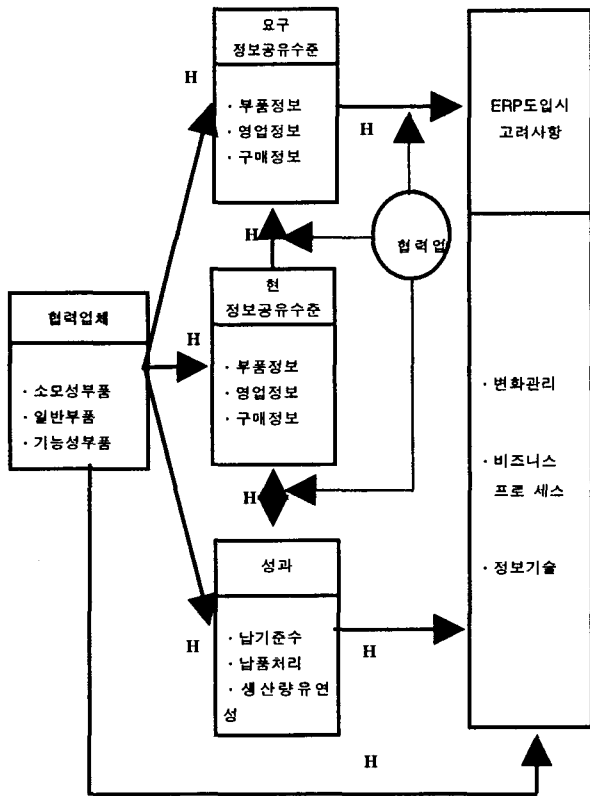 요구
정보공유수준
· 부품정보
· 영업정보
· 구매정보
H
H
ERP도입시
고려사항
협력업
H
현
정보공유수준
· 부품정보
· 영업정보
· 구매정보
협력업체
· 소모성부품
· 일반부품
· 기능성부품
H
· 변화관리
· 비즈니스
프로 세스
· 정보기술
H
성과
· 납기준수
· 납품처리
· 생산량유연
성
H
H
H